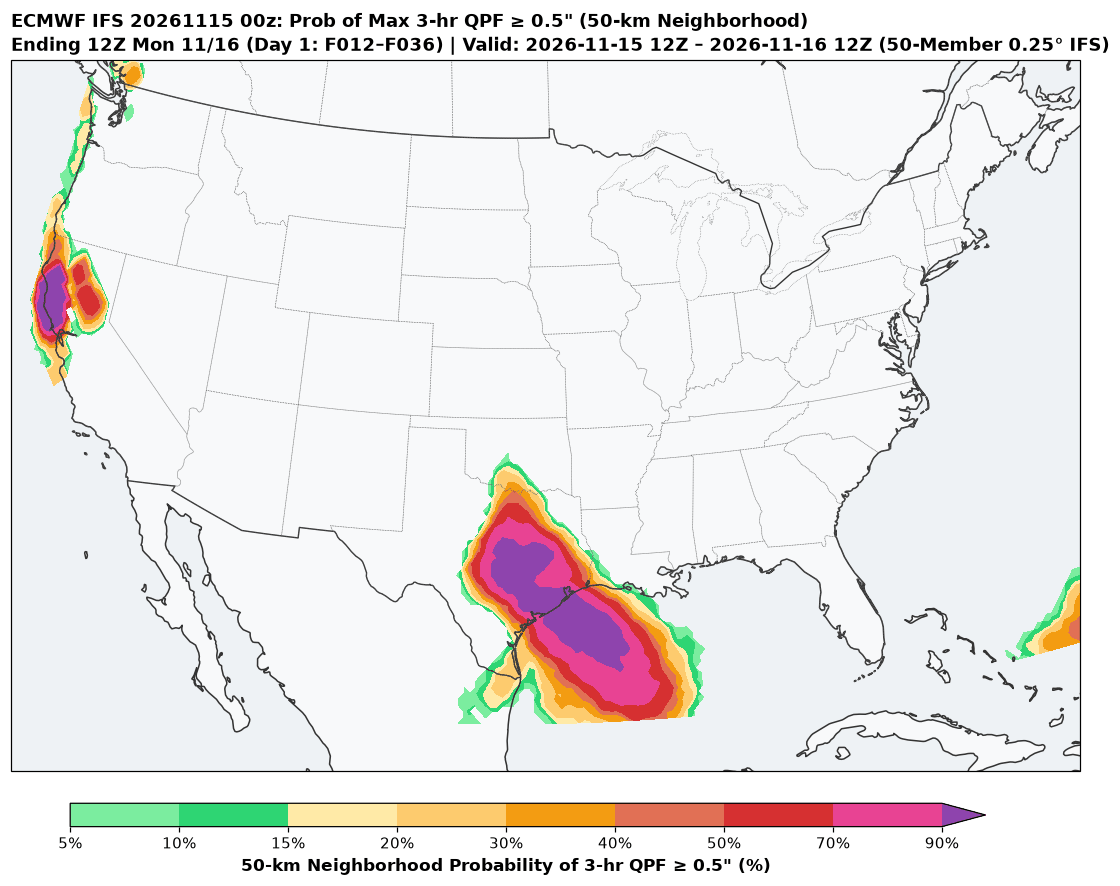 ECMWF IFS 20261115 00z: Prob of Max 3-hr QPF ≥ 0.5" (50-km Neighborhood)
Ending 12Z Mon 11/16 (Day 1: F012–F036) | Valid: 2026-11-15 12Z – 2026-11-16 12Z (50-Member 0.25° IFS)
5% 10% 15% 20% 30% 40% 50% 70% 90%
50-km Neighborhood Probability of 3-hr QPF ≥ 0.5" (%)